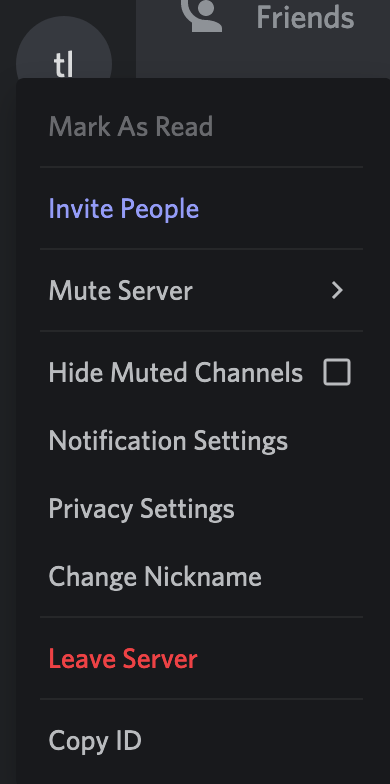 Friends
tl
Mark As Read
Invite People
Mute Server
Hide Muted Channels
Notification Settings
Privacy Settings
Change Nickname
Leave Server
Copy ID